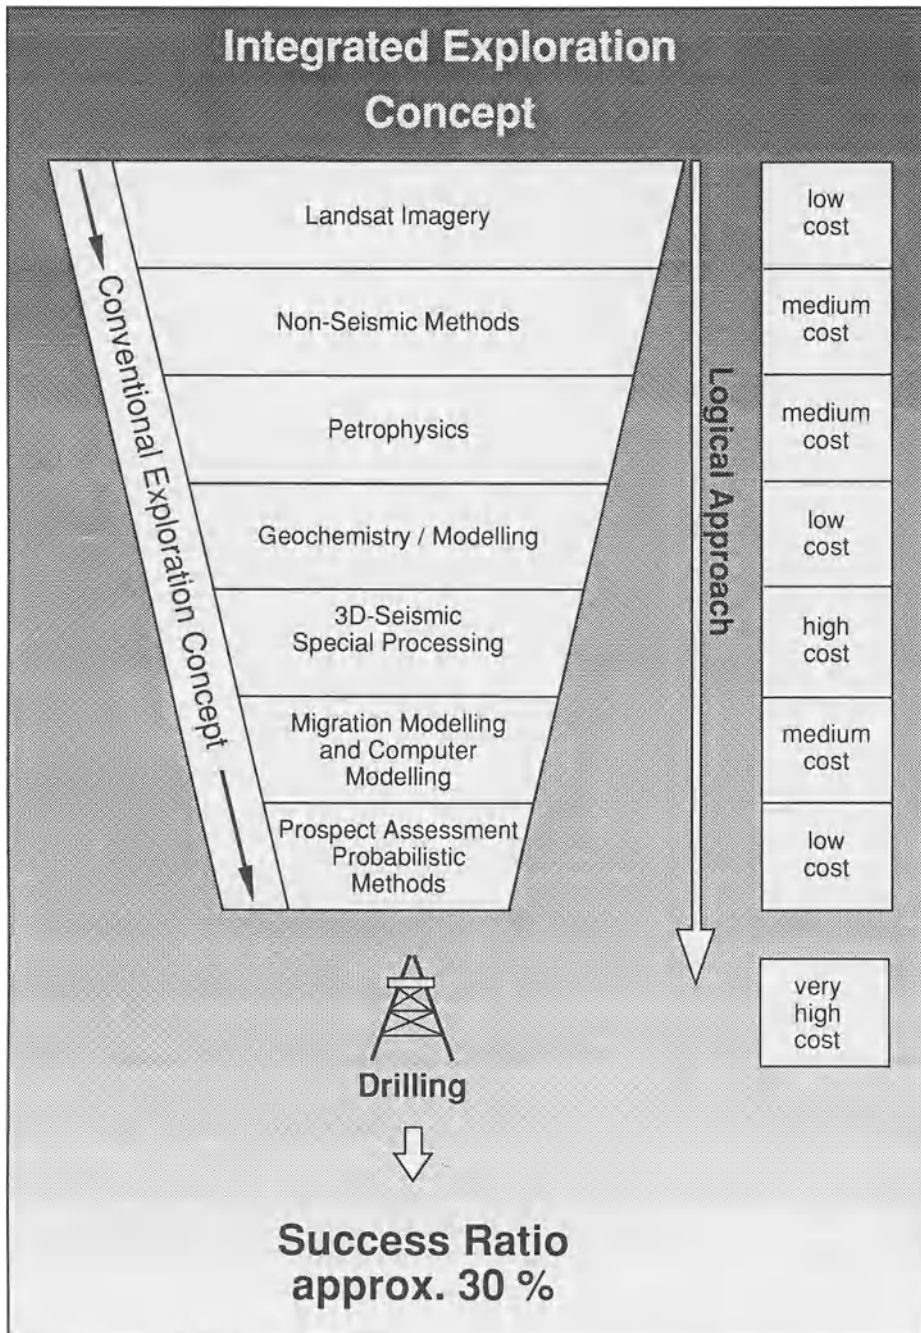 Integrated Exploration
Concept
Conventional Exploration Concept
Landsat Imagery
Non-Seismic Methods
Petrophysics
Geochemistry / Modelling
3D-Seismic
Special Processing
Migration Modelling
and Computer
Modelling
Prospect Assessment
Probabilistic
Methods
Logical Approach
low
cost
medium
cost
medium
cost
low
cost
high
cost
medium
cost
low
cost
very
high
cost
Drilling
Success Ratio
approx. 30 %